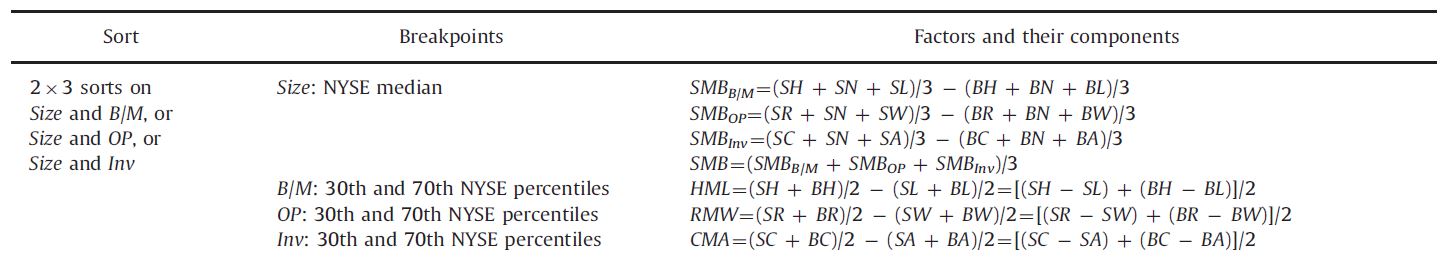 Sort Breakpoints Factors and their components
2 × 3 sorts on Size: NYSE median SMB_{B/M}=(SH + SN + SL)/3 − (BH + BN + BL)/3
Size and B/M, or SMB_{OP}=(SR + SN + SW)/3 − (BR + BN + BW)/3
Size and OP, or SMB_{Inv}=(SC + SN + SA)/3 − (BC + BN + BA)/3
Size and Inv SMB=(SMB_{B/M} + SMB_{OP} + SMB_{Inv})/3
B/M: 30th and 70th NYSE percentiles HML=(SH + BH)/2 − (SL + BL)/2=[(SH − SL) + (BH − BL)]/2
OP: 30th and 70th NYSE percentiles RMW=(SR + BR)/2 − (SW + BW)/2=[(SR − SW) + (BR − BW)]/2
Inv: 30th and 70th NYSE percentiles CMA=(SC + BC)/2 − (SA + BA)/2=[(SC − SA) + (BC − BA)]/2